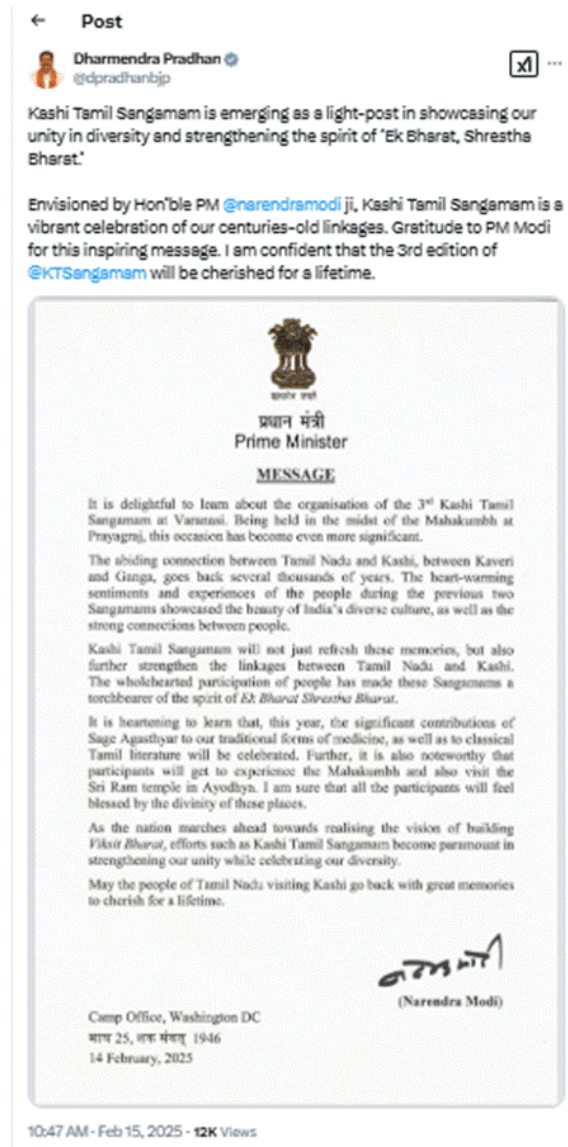 Post
Dharmendra Pradhan
@dpradhanbjp
Kashi Tamil Sangamam is emerging as a light-post in showcasing our
unity in diversity and strengthening the spirit of 'Ek Bharat, Shrestha
Bharat.'
Envisioned by Hon'ble PM @narendramodi ji, Kashi Tamil Sangamam is a
vibrant celebration of our centuries-old linkages. Gratitude to PM Modi
for this inspiring message. I am confident that the 3rd edition of
@KTSangamam will be cherished for a lifetime.
सत्यमेव जयते
प्रधान मंत्री
Prime Minister
MESSAGE
It is delightful to learn about the organisation of the 3rd Kashi Tamil
Sangamam at Varanasi. Being held in the midst of the Mahakumbh at
Prayagraj, this occasion has become even more significant.
The abiding connection between Tamil Nadu and Kashi, between Kaveri
and Ganga, goes back several thousands of years. The heart-warming
sentiments and experiences of the people during the previous two
Sangamams showcased the beauty of India's diverse culture, as well as the
strong connections between people.
Kashi Tamil Sangamam will not just refresh these memories, but also
further strengthen the linkages between Tamil Nadu and Kashi.
The wholehearted participation of people has made these Sangamams a
torchbearer of the spirit of Ek Bharat Shrestha Bharat.
It is heartening to learn that, this year, the significant contributions of
Sage Agasthyar to our traditional forms of medicine, as well as to classical
Tamil literature will be celebrated. Further, it is also noteworthy that
participants will get to experience the Mahakumbh and also visit the
Sri Ram temple in Ayodhya. I am sure that all the participants will feel
blessed by the divinity of these places.
As the nation marches ahead towards realising the vision of building
Viksit Bharat, efforts such as Kashi Tamil Sangamam become paramount in
strengthening our unity while celebrating our diversity.
May the people of Tamil Nadu visiting Kashi go back with great memories
to cherish for a lifetime.
(Narendra Modi)
Camp Office, Washington DC
माघ 25, शक संवत् 1946
14 February, 2025
10:47 AM · Feb 15, 2025 · 12K Views